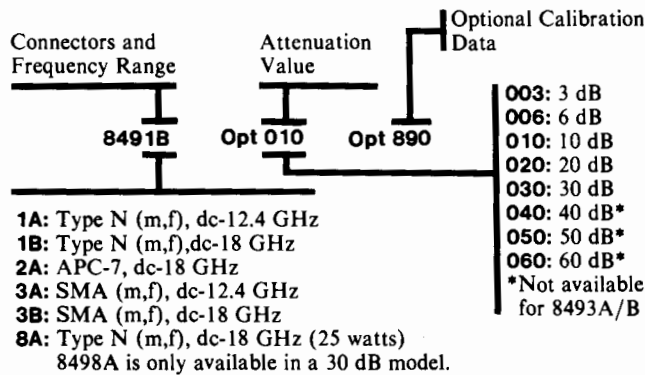 Connectors and
Frequency Range
Attenuation
Value
Optional Calibration
Data
8491B
Opt 010
Opt 890
003: 3 dB
006: 6 dB
010: 10 dB
020: 20 dB
030: 30 dB
040: 40 dB*
050: 50 dB*
060: 60 dB*
*Not available
for 8493A/B
1A: Type N (m,f), dc-12.4 GHz
1B: Type N (m,f),dc-18 GHz
2A: APC-7, dc-18 GHz
3A: SMA (m,f), dc-12.4 GHz
3B: SMA (m,f), dc-18 GHz
8A: Type N (m,f), dc-18 GHz (25 watts)
8498A is only available in a 30 dB model.